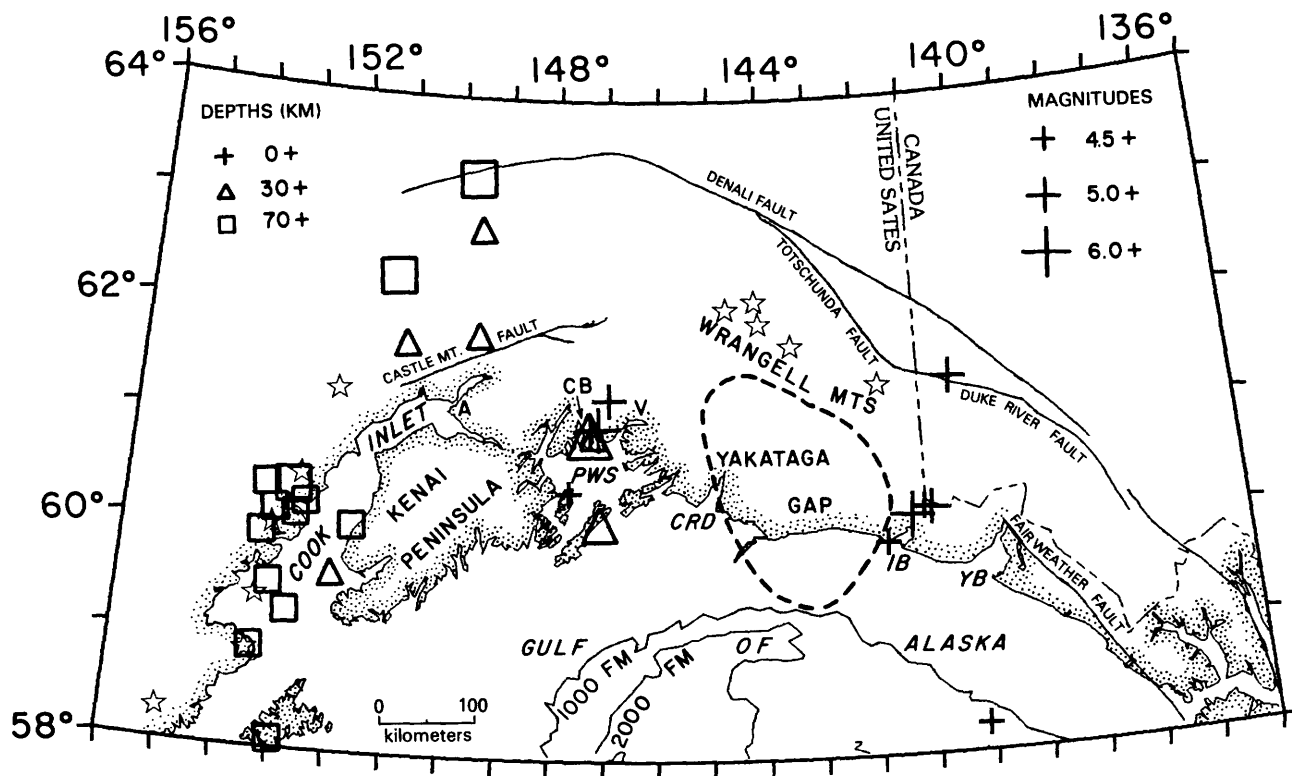 156°
152°
148°
144°
140°
136°
64°
62°
60°
58°
DEPTHS (KM)
0+
30+
70+
MAGNITUDES
4.5+
5.0+
6.0+
CANADA
UNITED SATES
DENALI FAULT
TOTSCHUNDA FAULT
WRANGELL MTS
DUKE RIVER FAULT
CASTLE MT. FAULT
CB
V
A
INLET
COOK
KENAI
PENINSULA
PWS
CRD
YAKATAGA
GAP
IB
YB
FAIRWEATHER FAULT
GULF OF ALASKA
1000 FM
2000 FM
0 100
kilometers